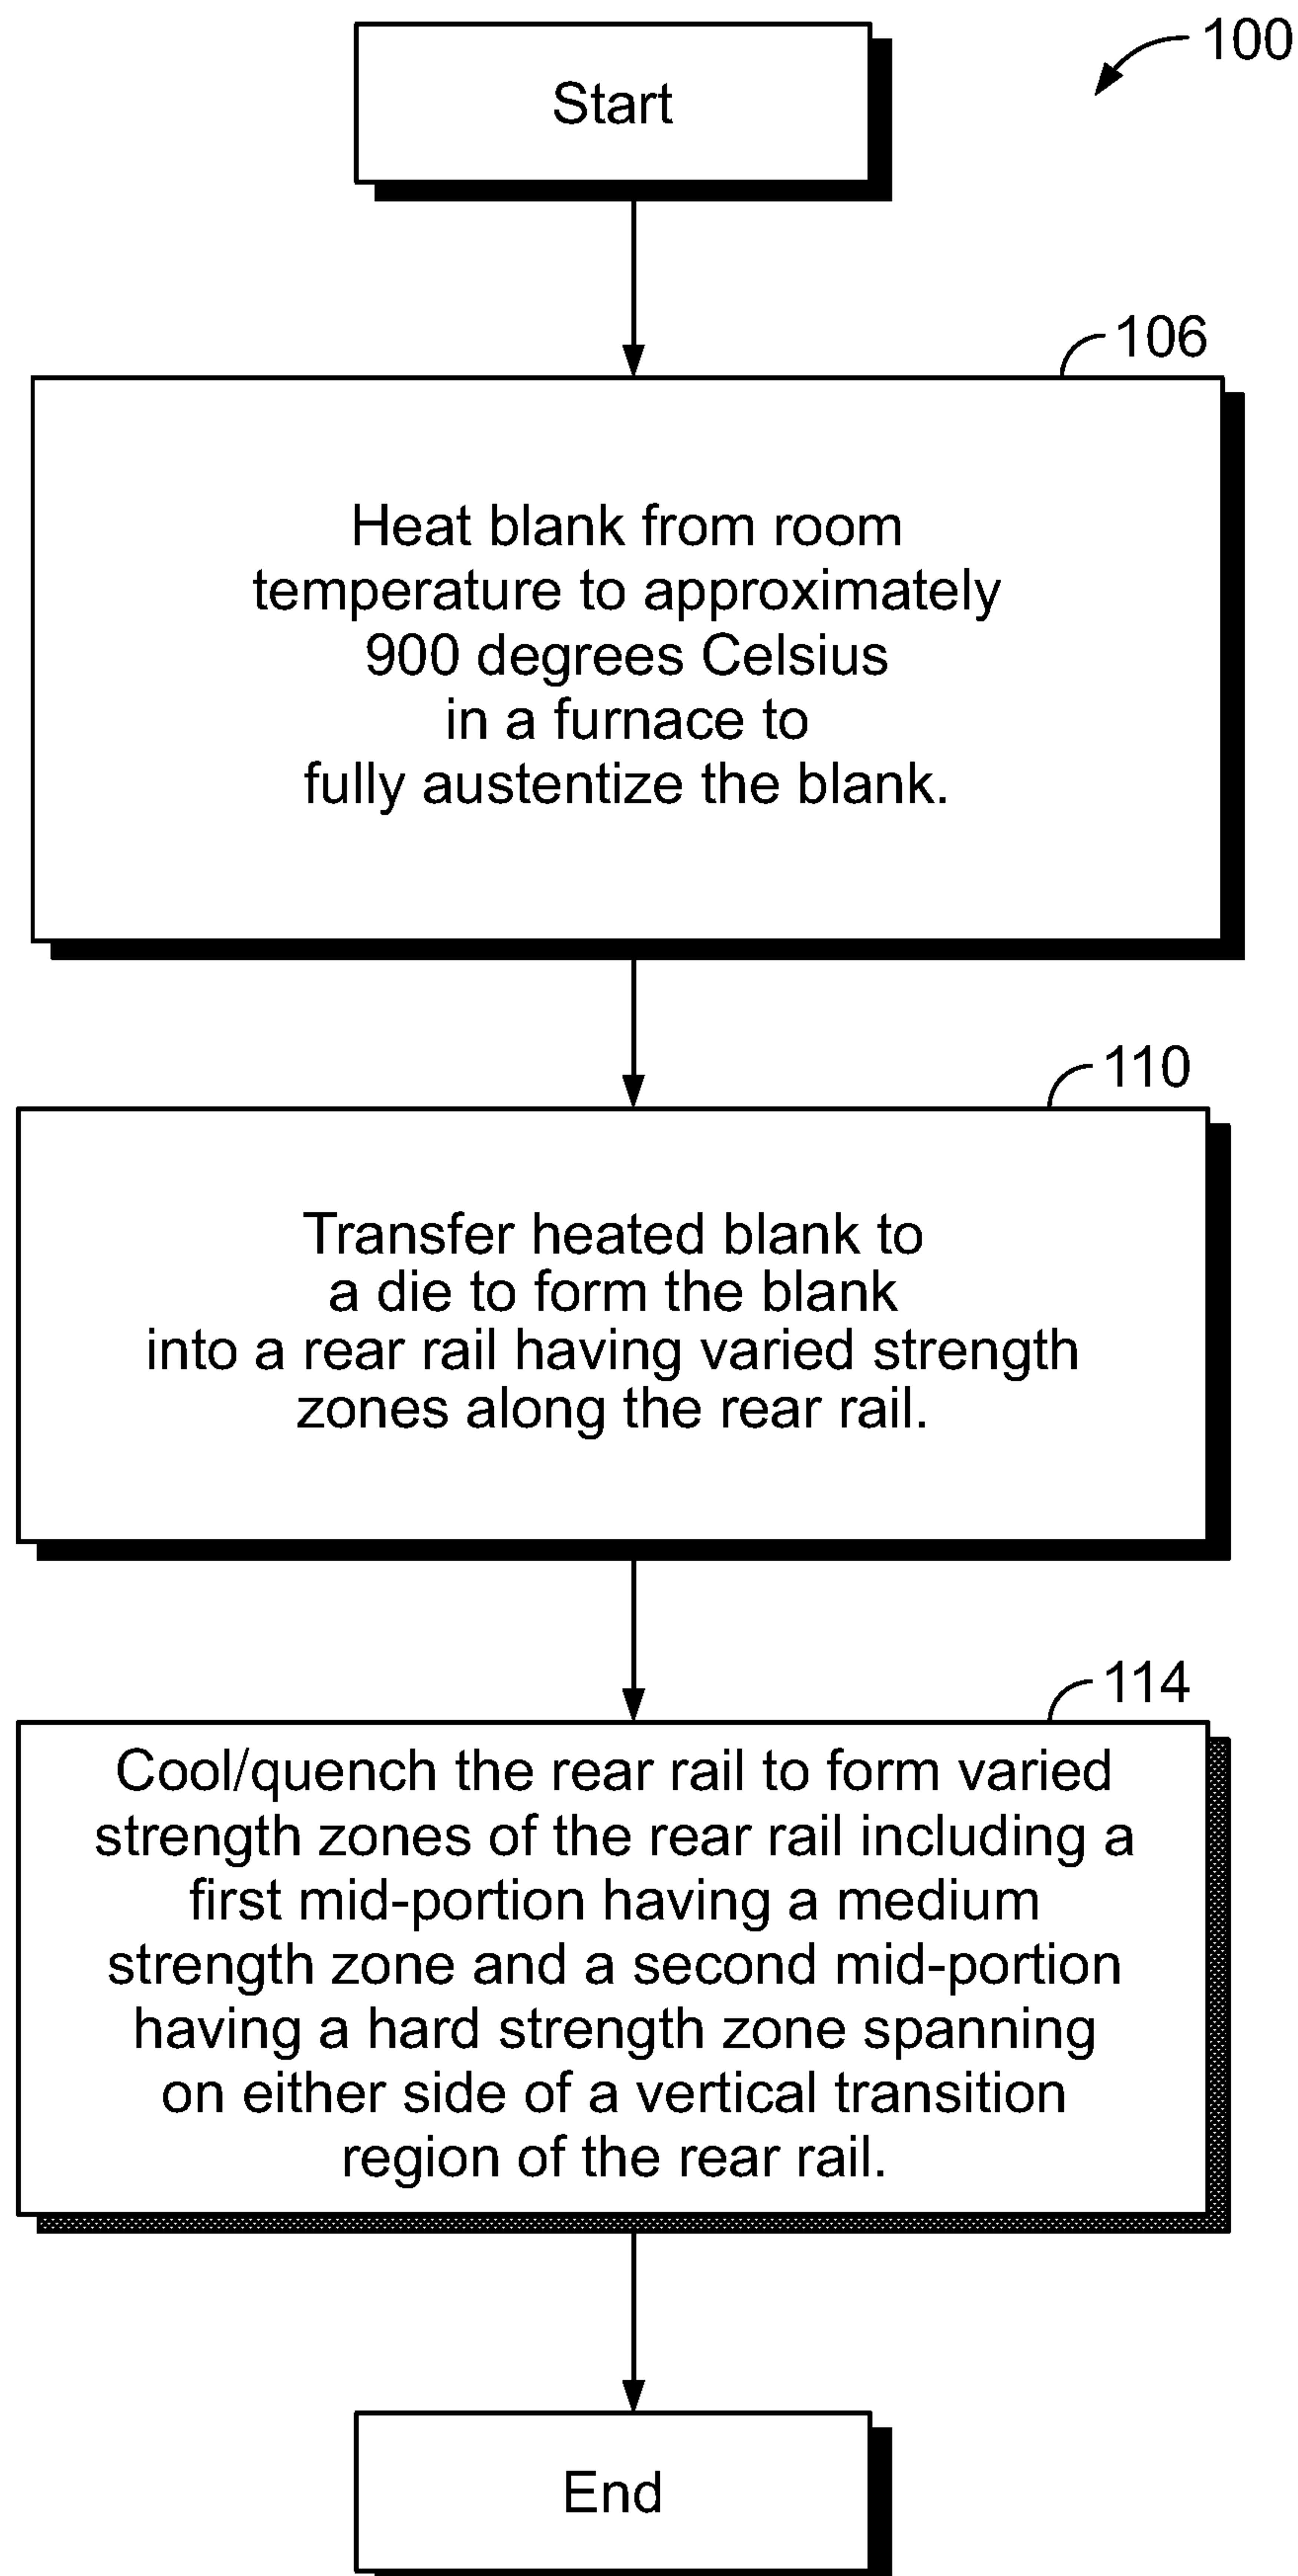 Start
100
106
Heat blank from room
temperature to approximately
900 degrees Celsius
in a furnace to
fully austentize the blank.
110
Transfer heated blank to
a die to form the blank
into a rear rail having varied strength
zones along the rear rail.
114
Cool/quench the rear rail to form varied
strength zones of the rear rail including a
first mid-portion having a medium
strength zone and a second mid-portion
having a hard strength zone spanning
on either side of a vertical transition
region of the rear rail.
End